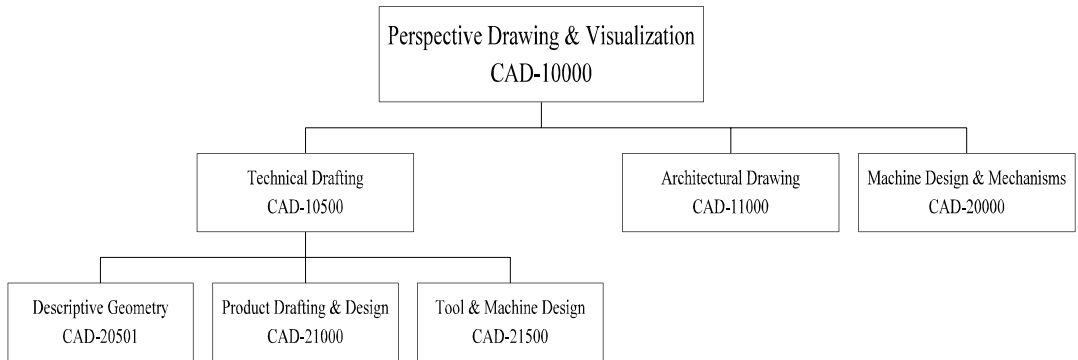 Perspective Drawing & Visualization
CAD-10000
Technical Drafting
CAD-10500
Architectural Drawing
CAD-11000
Machine Design & Mechanisms
CAD-20000
Descriptive Geometry
CAD-20501
Product Drafting & Design
CAD-21000
Tool & Machine Design
CAD-21500